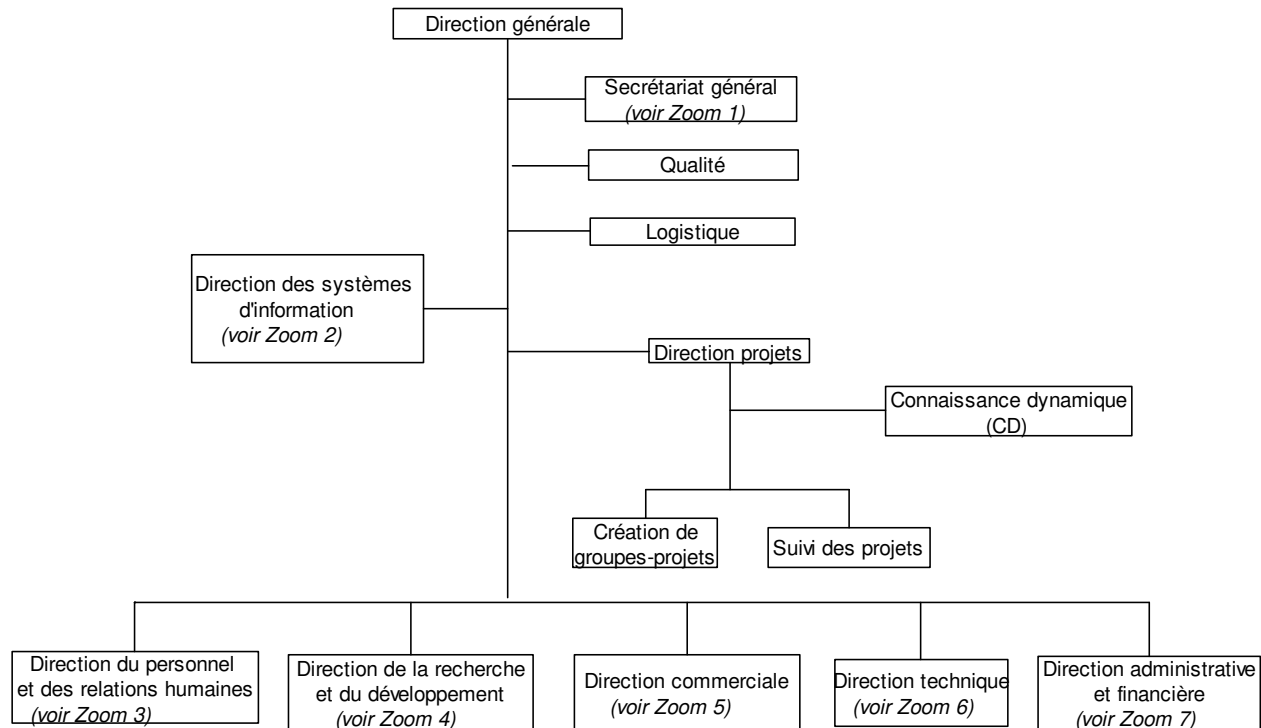 Direction générale
Secrétariat général
(voir Zoom 1)
Qualité
Logistique
Direction des systèmes
d'information
(voir Zoom 2)
Direction projets
Connaissance dynamique
(CD)
Création de
groupes-projets
Suivi des projets
Direction du personnel
et des relations humaines
(voir Zoom 3)
Direction de la recherche
et du développement
(voir Zoom 4)
Direction commerciale
(voir Zoom 5)
Direction technique
(voir Zoom 6)
Direction administrative
et financière
(voir Zoom 7)